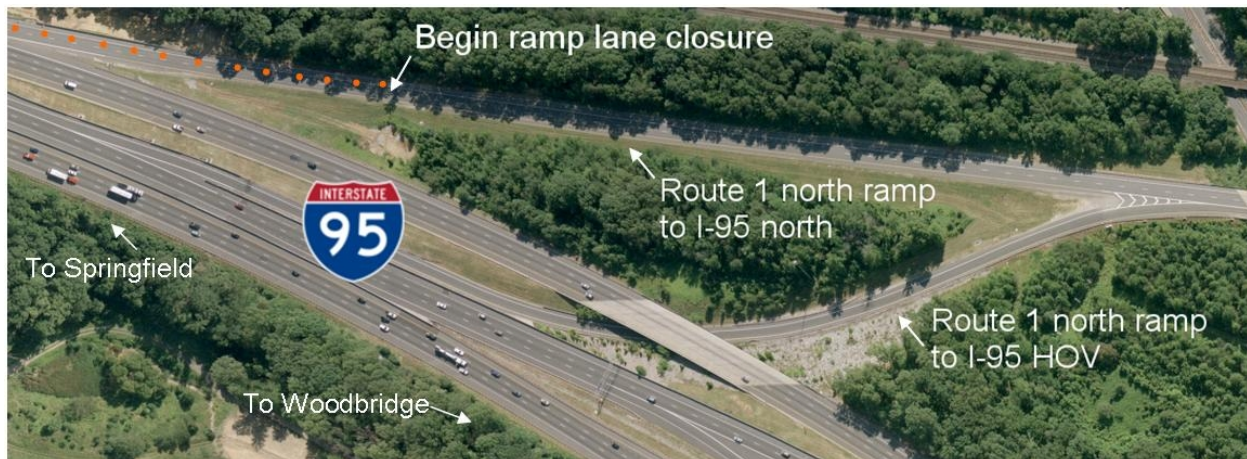 Begin ramp lane closure
INTERSTATE
95
Route 1 north ramp
to I-95 north
To Springfield
Route 1 north ramp
to I-95 HOV
To Woodbridge